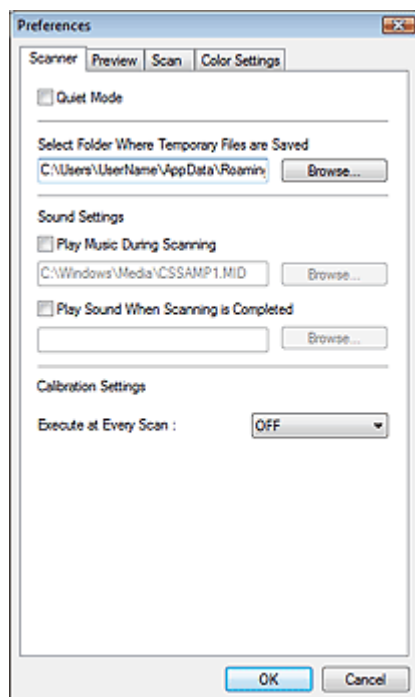 Preferences
Scanner Preview Scan Color Settings
Quiet Mode
Select Folder Where Temporary Files are Saved
C:\Users\UserName\AppData\Roaming Browse...
Sound Settings
Play Music During Scanning
C:\Windows\Media\CSSAMP1.MID Browse...
Play Sound When Scanning is Completed
Browse...
Calibration Settings
Execute at Every Scan : OFF
OK Cancel